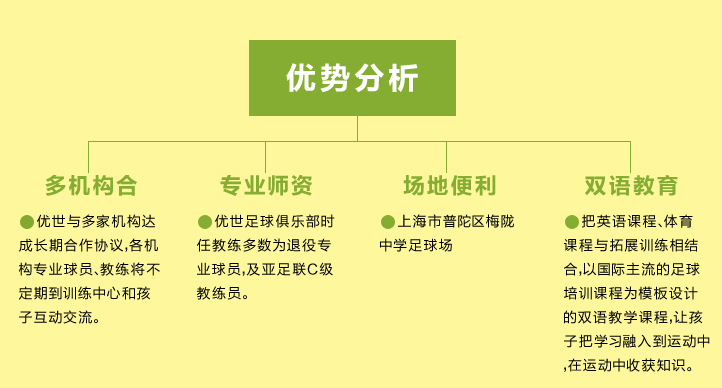 优势分析
多机构合
优世与多家机构达
成长期合作协议,各机
构专业球员、教练将不
定期到训练中心和孩
子互动交流。
专业师资
优世足球俱乐部时
任教练多数为退役专
业球员,及亚足联C级
教练员。
场地便利
上海市普陀区梅陇
中学足球场
双语教育
把英语课程、体育
课程与拓展训练相结
合,以国际主流的足球
培训课程为模板设计
的双语教学课程,让孩
子把学习融入到运动中
,在运动中收获知识。